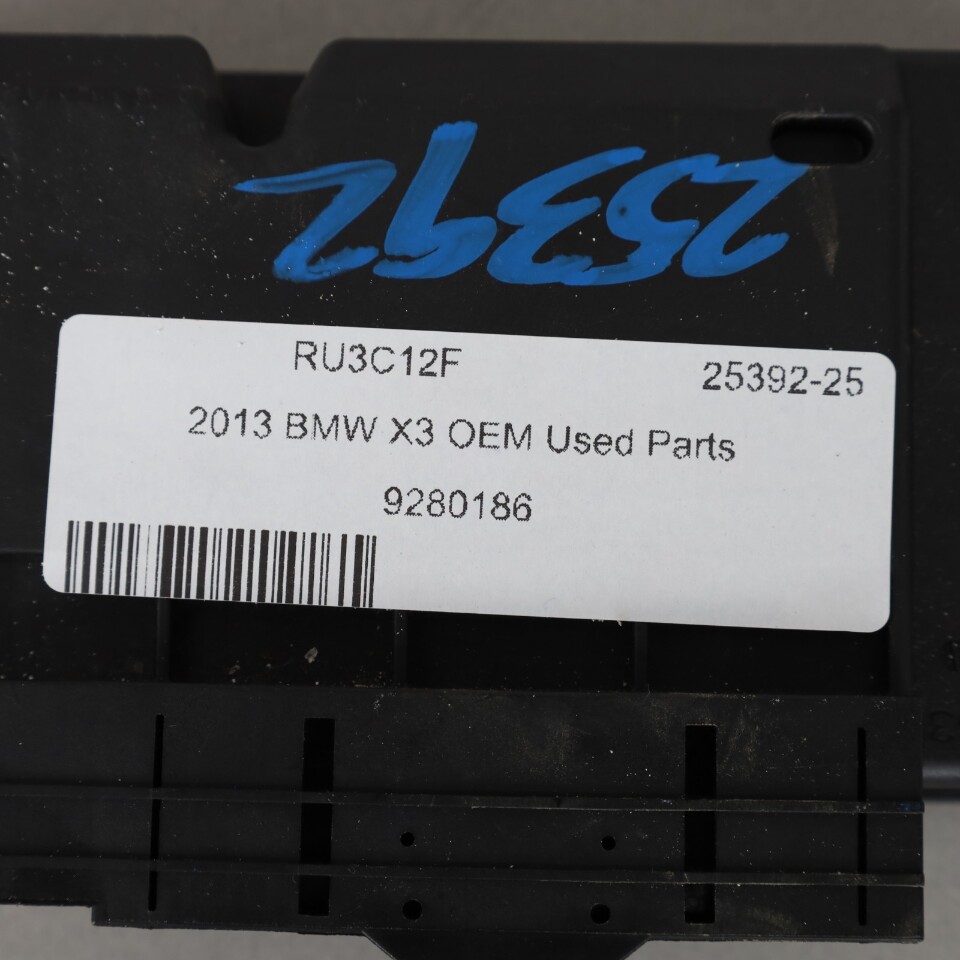 25392
RU3C12F 25392-25
2013 BMW X3 OEM Used Parts
9280186